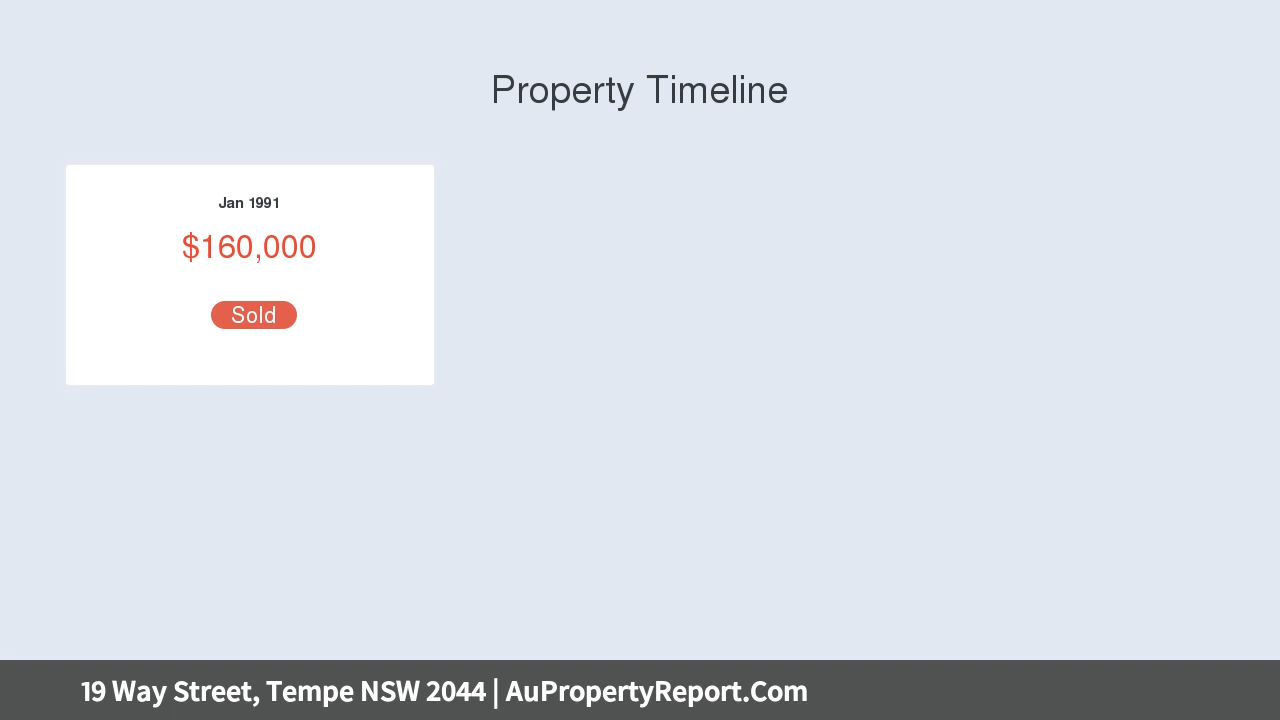 Property Timeline
Jan 1991
$160,000
Sold
19 Way Street, Tempe NSW 2044 | AuPropertyReport.Com